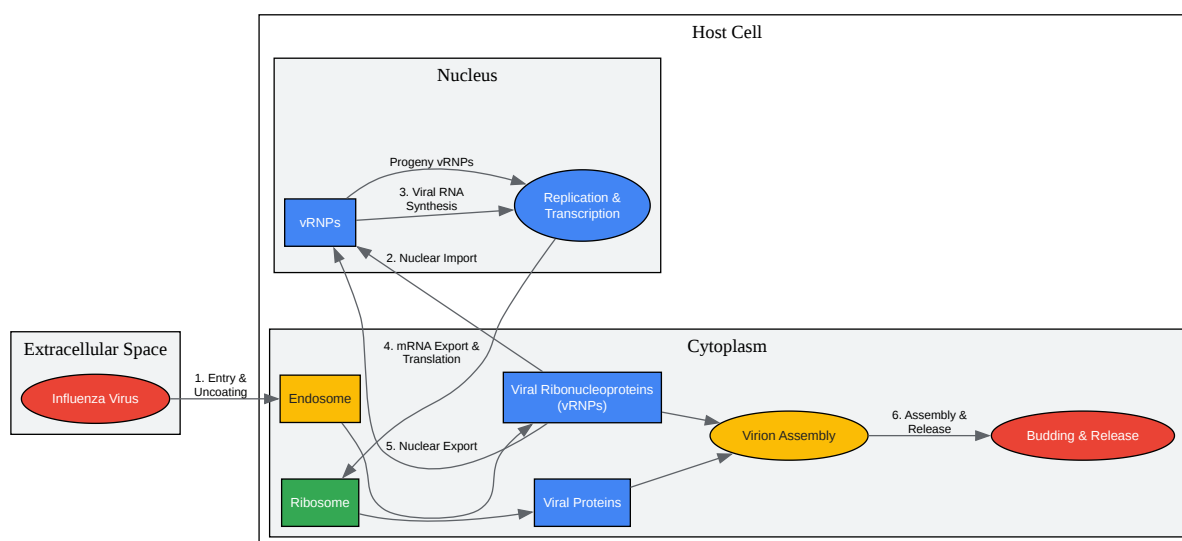 Host Cell
Nucleus
Progeny vRNPs
3. Viral RNA
Synthesis
vRNPs
Replication &
Transcription
2. Nuclear Import
Extracellular Space
Influenza Virus
1. Entry &
Uncoating
Cytoplasm
4. mRNA Export &
Translation
Endosome
Viral Ribonucleoproteins
(vRNPs)
5. Nuclear Export
Virion Assembly
6. Assembly &
Release
Budding & Release
Ribosome
Viral Proteins